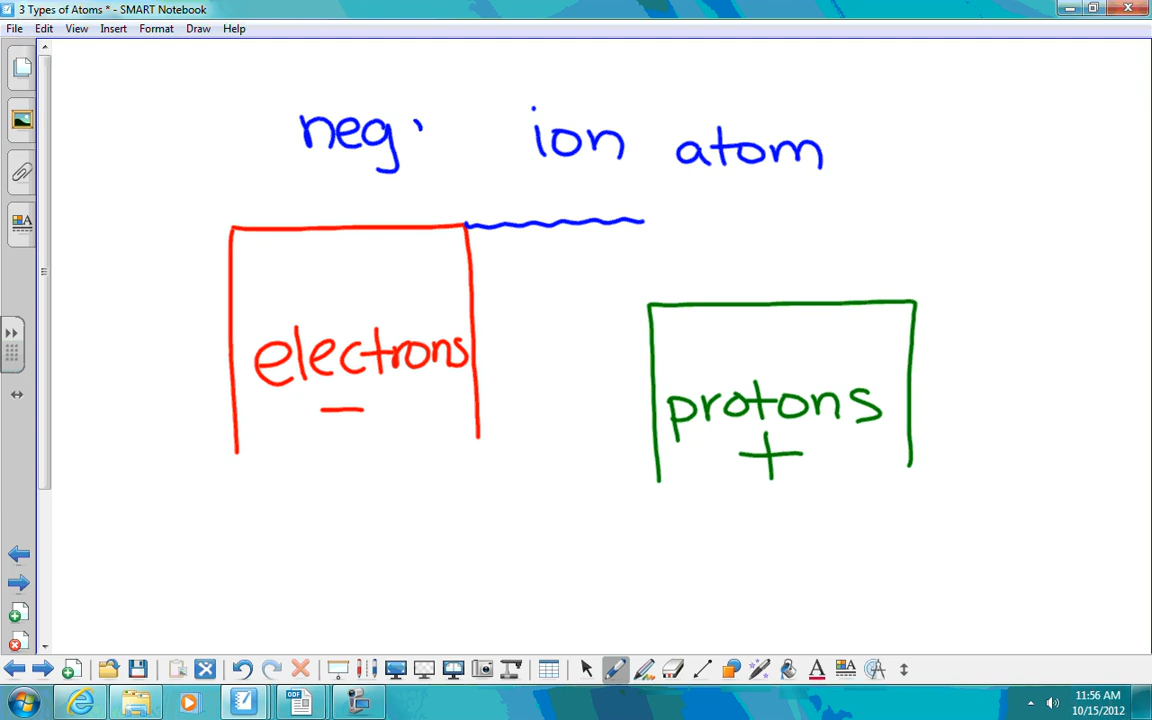 3 Types of Atoms * - SMART Notebook
File Edit View Insert Format Draw Help
neg. ion atom
electrons
−
protons
+
11:56 AM
10/15/2012